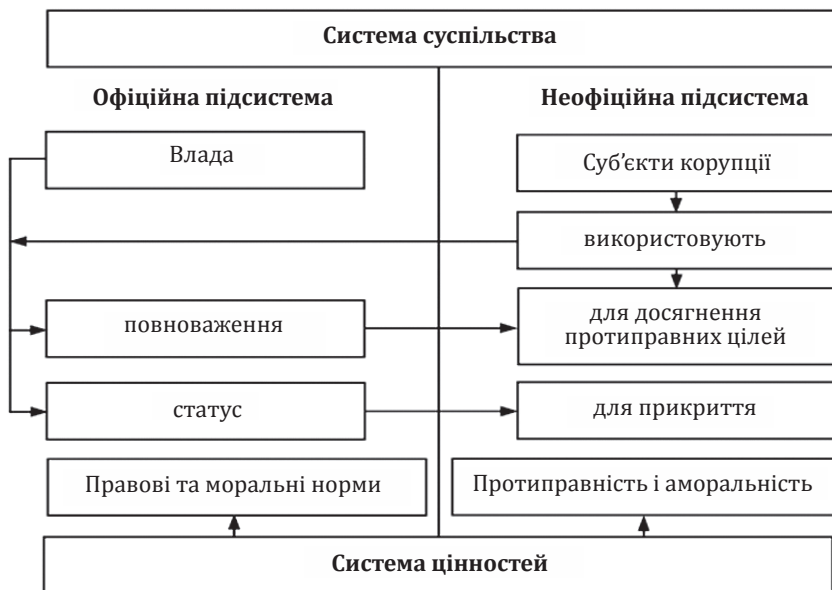 Система суспільства
Офіційна підсистема
Неофіційна підсистема
Влада
Суб’єкти корупції
використовують
повноваження
для досягнення
протиправних цілей
статус
для прикриття
Правові та моральні норми
Протиправність і аморальність
Система цінностей